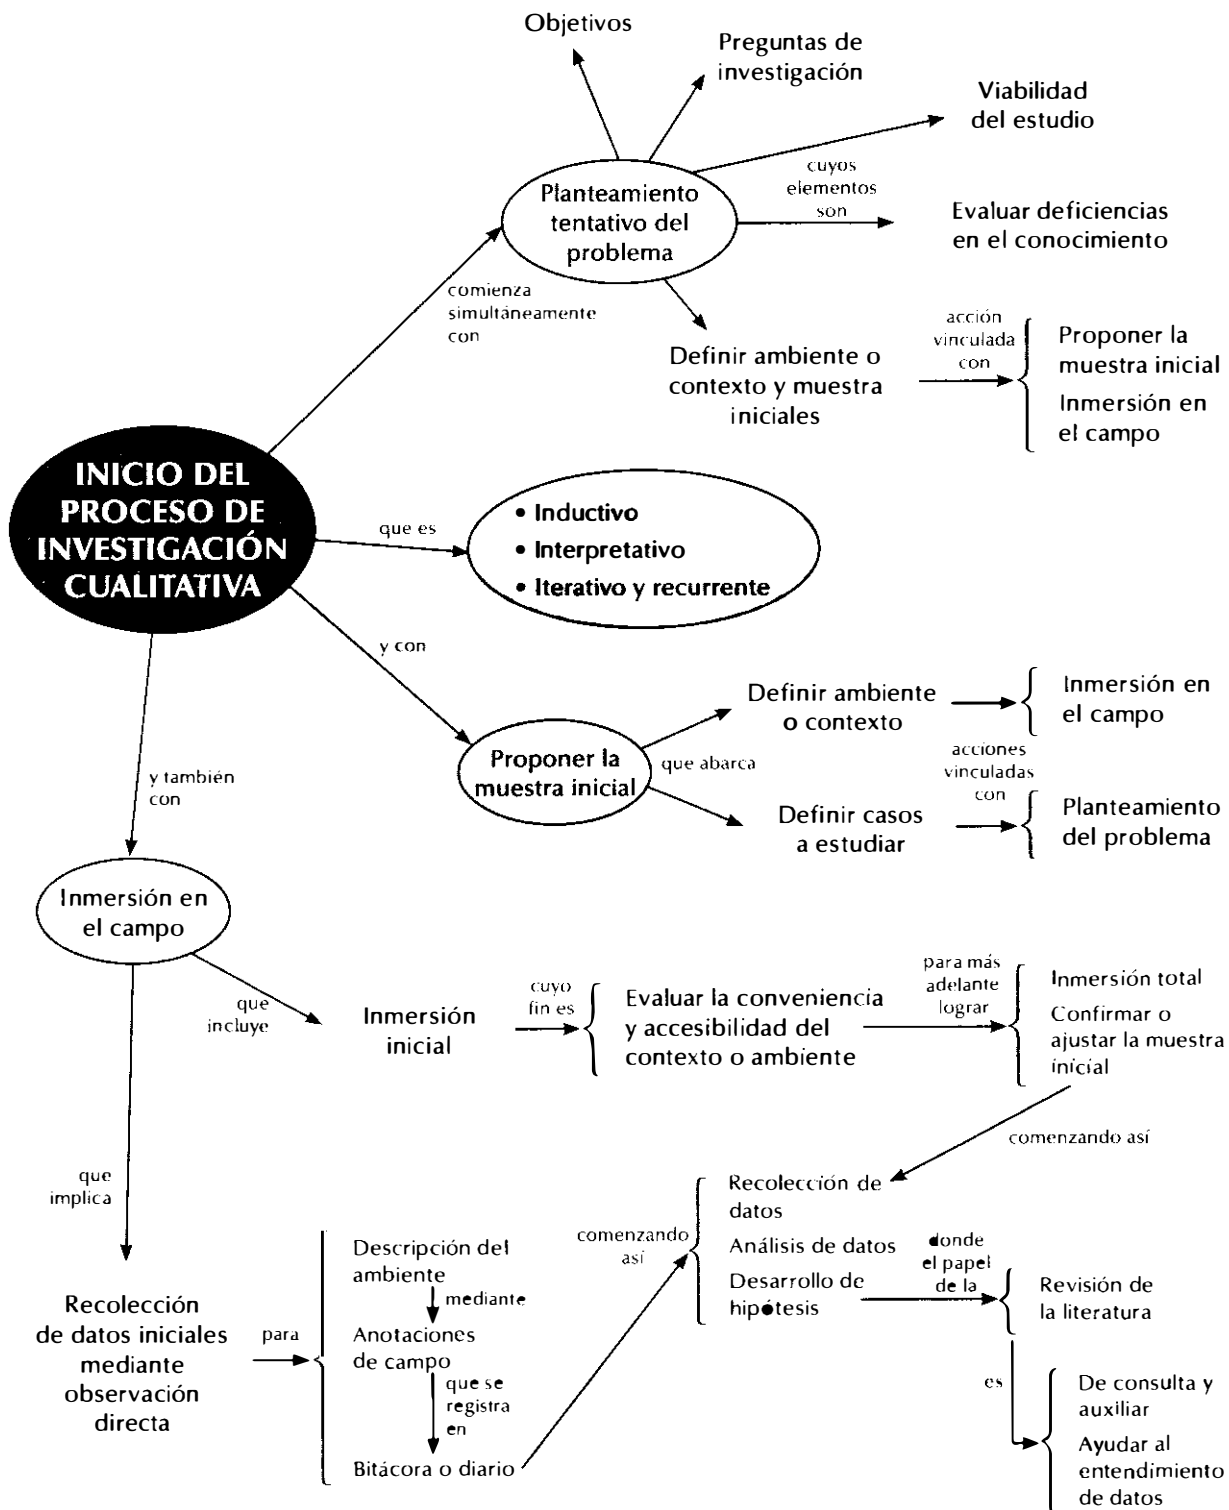 Objetivos
Preguntas de
investigación
Viabilidad
del estudio
Planteamiento
tentativo del
problema
cuyos
elementos
son
Evaluar deficiencias
en el conocimiento
comienza
simultáneamente
con
Definir ambiente o
contexto y muestra
iniciales
acción
vinculada
con
Proponer la
muestra inicial
Inmersión en
el campo
INICIO DEL
PROCESO DE
INVESTIGACIÓN
CUALITATIVA
que es
• Inductivo
• Interpretativo
• Iterativo y recurrente
y con
Proponer la
muestra inicial
que abarca
Definir ambiente
o contexto
Inmersión en
el campo
acciones
vinculadas
con
Definir casos
a estudiar
Planteamiento
del problema
y también
con
Inmersión en
el campo
que
incluye
Inmersión
inicial
cuyo
fin es
Evaluar la conveniencia
y accesibilidad del
contexto o ambiente
para más
adelante
lograr
Inmersión total
Confirmar o
ajustar la muestra
inicial
comenzando así
que
implica
Recolección
de datos iniciales
mediante
observación
directa
para
Descripción del
ambiente
mediante
Anotaciones
de campo
que se
registra
en
Bitácora o diario
comenzando
así
Recolección de
datos
Análisis de datos
Desarrollo de
hipótesis
donde
el papel
de la
Revisión de
la literatura
es
De consulta y
auxiliar
Ayudar al
entendimiento
de datos